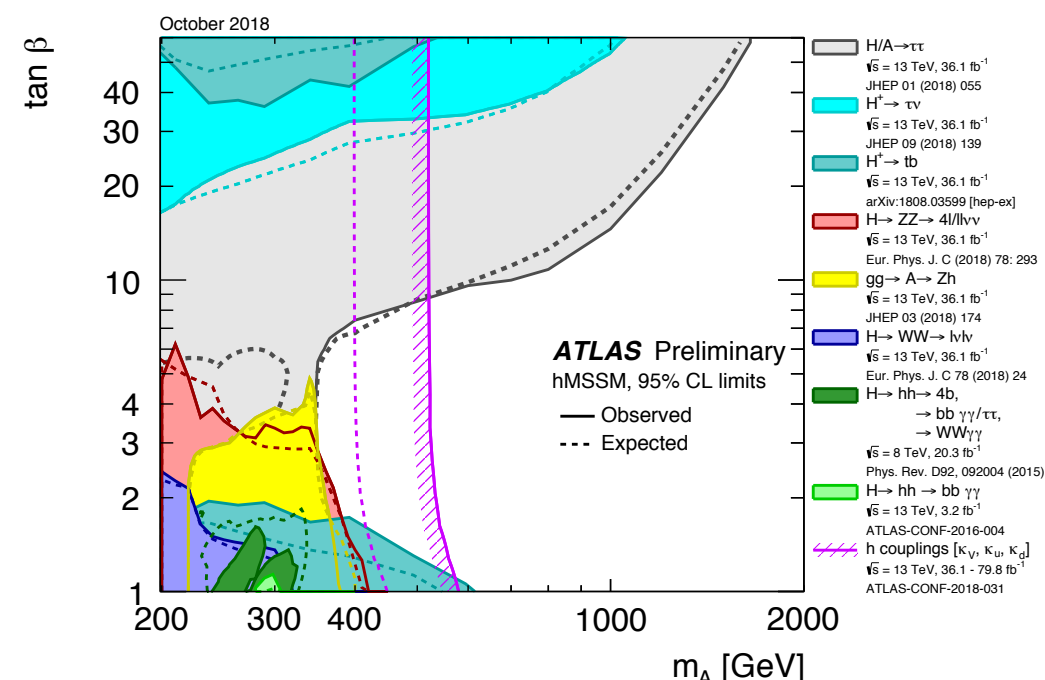 October 2018
tan β
40
30
20
10
4
3
2
1
200
300
400
1000
2000
m_A [GeV]
ATLAS Preliminary
hMSSM, 95% CL limits
Observed
Expected
H/A→ττ
√s = 13 TeV, 36.1 fb⁻¹
JHEP 01 (2018) 055
H⁺→ τν
√s = 13 TeV, 36.1 fb⁻¹
JHEP 09 (2018) 139
H⁺→ tb
√s = 13 TeV, 36.1 fb⁻¹
arXiv:1808.03599 [hep-ex]
H→ ZZ→ 4l/llνν
√s = 13 TeV, 36.1 fb⁻¹
Eur. Phys. J. C (2018) 78: 293
gg→ A→ Zh
√s = 13 TeV, 36.1 fb⁻¹
JHEP 03 (2018) 174
H→ WW→ lνlν
√s = 13 TeV, 36.1 fb⁻¹
Eur. Phys. J. C 78 (2018) 24
H→ hh→ 4b,
→ bb γγ/ττ,
→ WWγγ
√s = 8 TeV, 20.3 fb⁻¹
Phys. Rev. D92, 092004 (2015)
H→ hh → bb γγ
√s = 13 TeV, 3.2 fb⁻¹
ATLAS-CONF-2016-004
h couplings [κ_V, κ_u, κ_d]
√s = 13 TeV, 36.1 - 79.8 fb⁻¹
ATLAS-CONF-2018-031